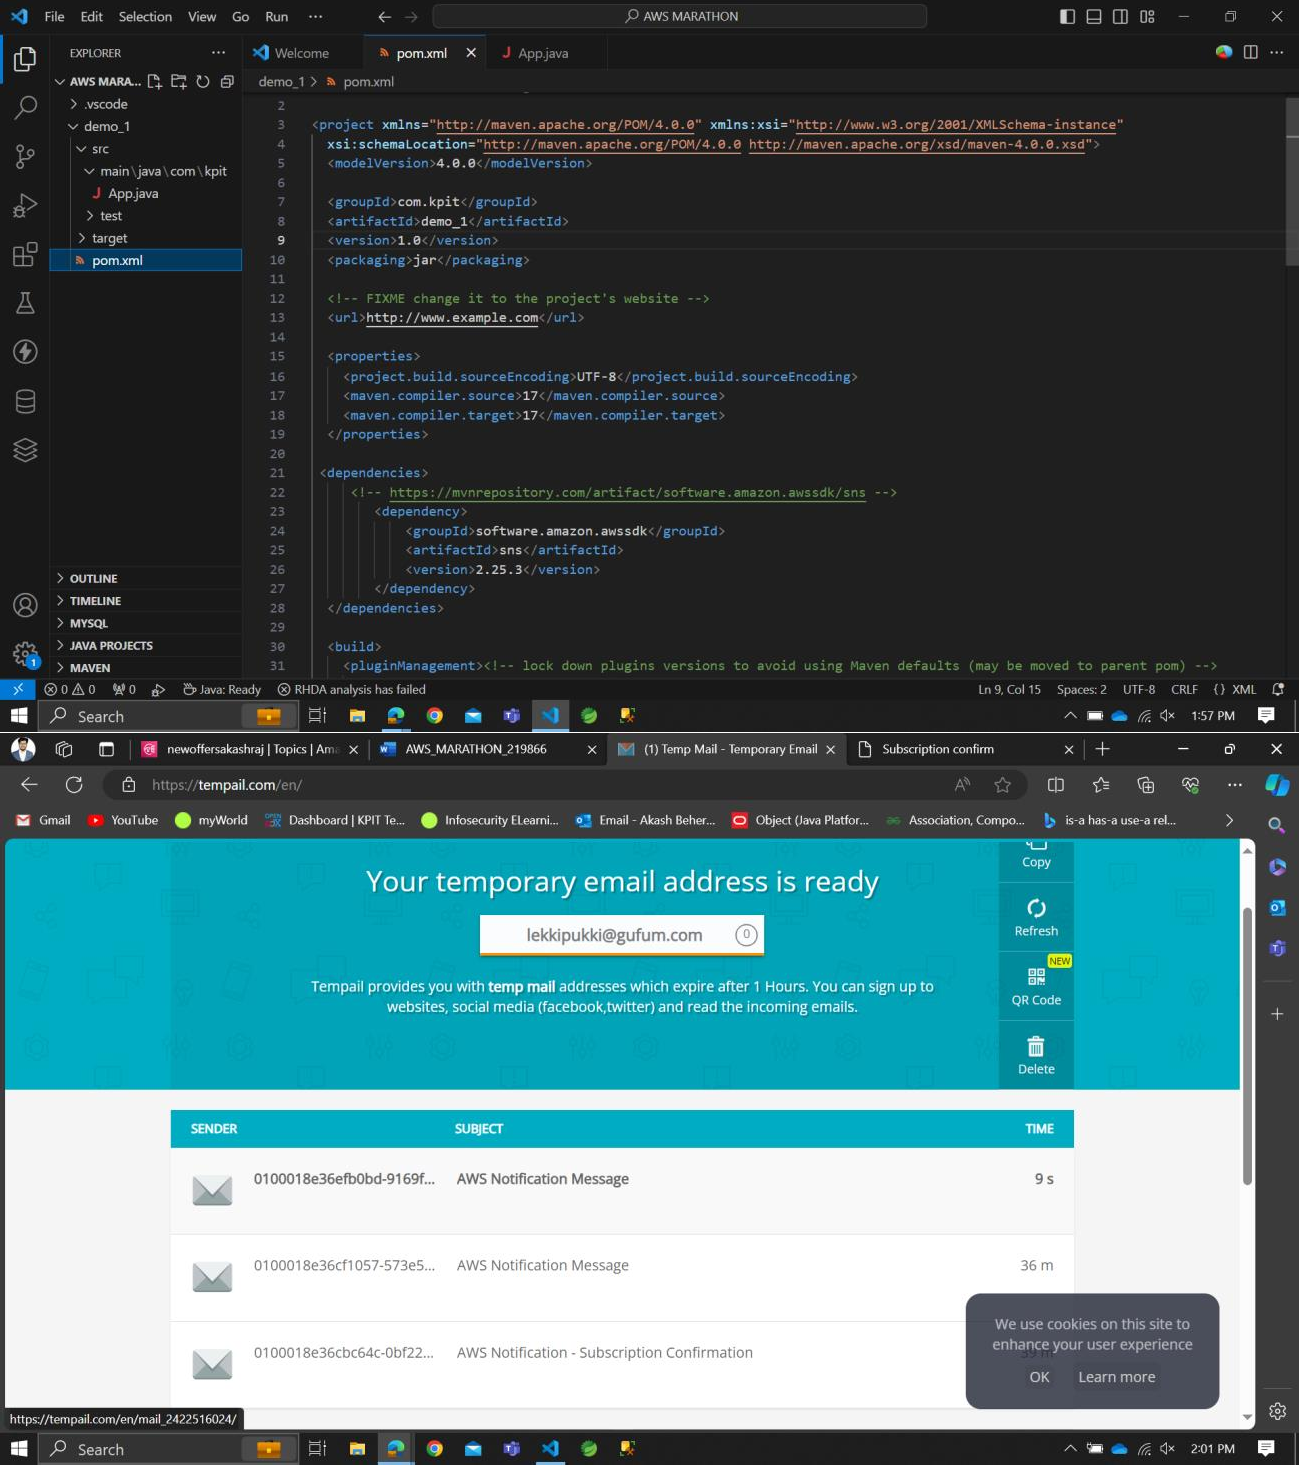 File Edit Selection View Go Run ···
AWS MARATHON
EXPLORER
Welcome
pom.xml
App.java
AWS MARA...
demo_1 > pom.xml
.vscode
demo_1
src
main\java\com\kpit
App.java
test
target
pom.xml
OUTLINE
TIMELINE
MYSQL
JAVA PROJECTS
MAVEN
2
3 <project xmlns="http://maven.apache.org/POM/4.0.0" xmlns:xsi="http://www.w3.org/2001/XMLSchema-instance"
4 xsi:schemaLocation="http://maven.apache.org/POM/4.0.0 http://maven.apache.org/xsd/maven-4.0.0.xsd">
5 <modelVersion>4.0.0</modelVersion>
6
7 <groupId>com.kpit</groupId>
8 <artifactId>demo_1</artifactId>
9 <version>1.0</version>
10 <packaging>jar</packaging>
11
12 <!-- FIXME change it to the project's website -->
13 <url>http://www.example.com</url>
14
15 <properties>
16 <project.build.sourceEncoding>UTF-8</project.build.sourceEncoding>
17 <maven.compiler.source>17</maven.compiler.source>
18 <maven.compiler.target>17</maven.compiler.target>
19 </properties>
20
21 <dependencies>
22 <!-- https://mvnrepository.com/artifact/software.amazon.awssdk/sns -->
23 <dependency>
24 <groupId>software.amazon.awssdk</groupId>
25 <artifactId>sns</artifactId>
26 <version>2.25.3</version>
27 </dependency>
28 </dependencies>
29
30 <build>
31 <pluginManagement><!-- lock down plugins versions to avoid using Maven defaults (may be moved to parent pom) -->
1
0 0 0 Java: Ready RHDA analysis has failed
Ln 9, Col 15 Spaces: 2 UTF-8 CRLF {} XML
Search
1:57 PM
newoffersakashraj | Topics | Ama
AWS_MARATHON_219866
(1) Temp Mail - Temporary Email
Subscription confirm
https://tempail.com/en/
Gmail YouTube myWorld Dashboard | KPIT Te... Infosecurity ELearni... Email - Akash Beher... Object (Java Platfor... Association, Compo... is-a has-a use-a rel...
Copy
Your temporary email address is ready
lekkipukki@gufum.com 0
Refresh
NEW
QR Code
Tempail provides you with temp mail addresses which expire after 1 Hours. You can sign up to
websites, social media (facebook,twitter) and read the incoming emails.
Delete
SENDER SUBJECT TIME
0100018e36efb0bd-9169f... AWS Notification Message 9 s
0100018e36cf1057-573e5... AWS Notification Message 36 m
0100018e36cbc64c-0bf22... AWS Notification - Subscription Confirmation
We use cookies on this site to
enhance your user experience
OK Learn more
https://tempail.com/en/mail_2422516024/
Search
2:01 PM